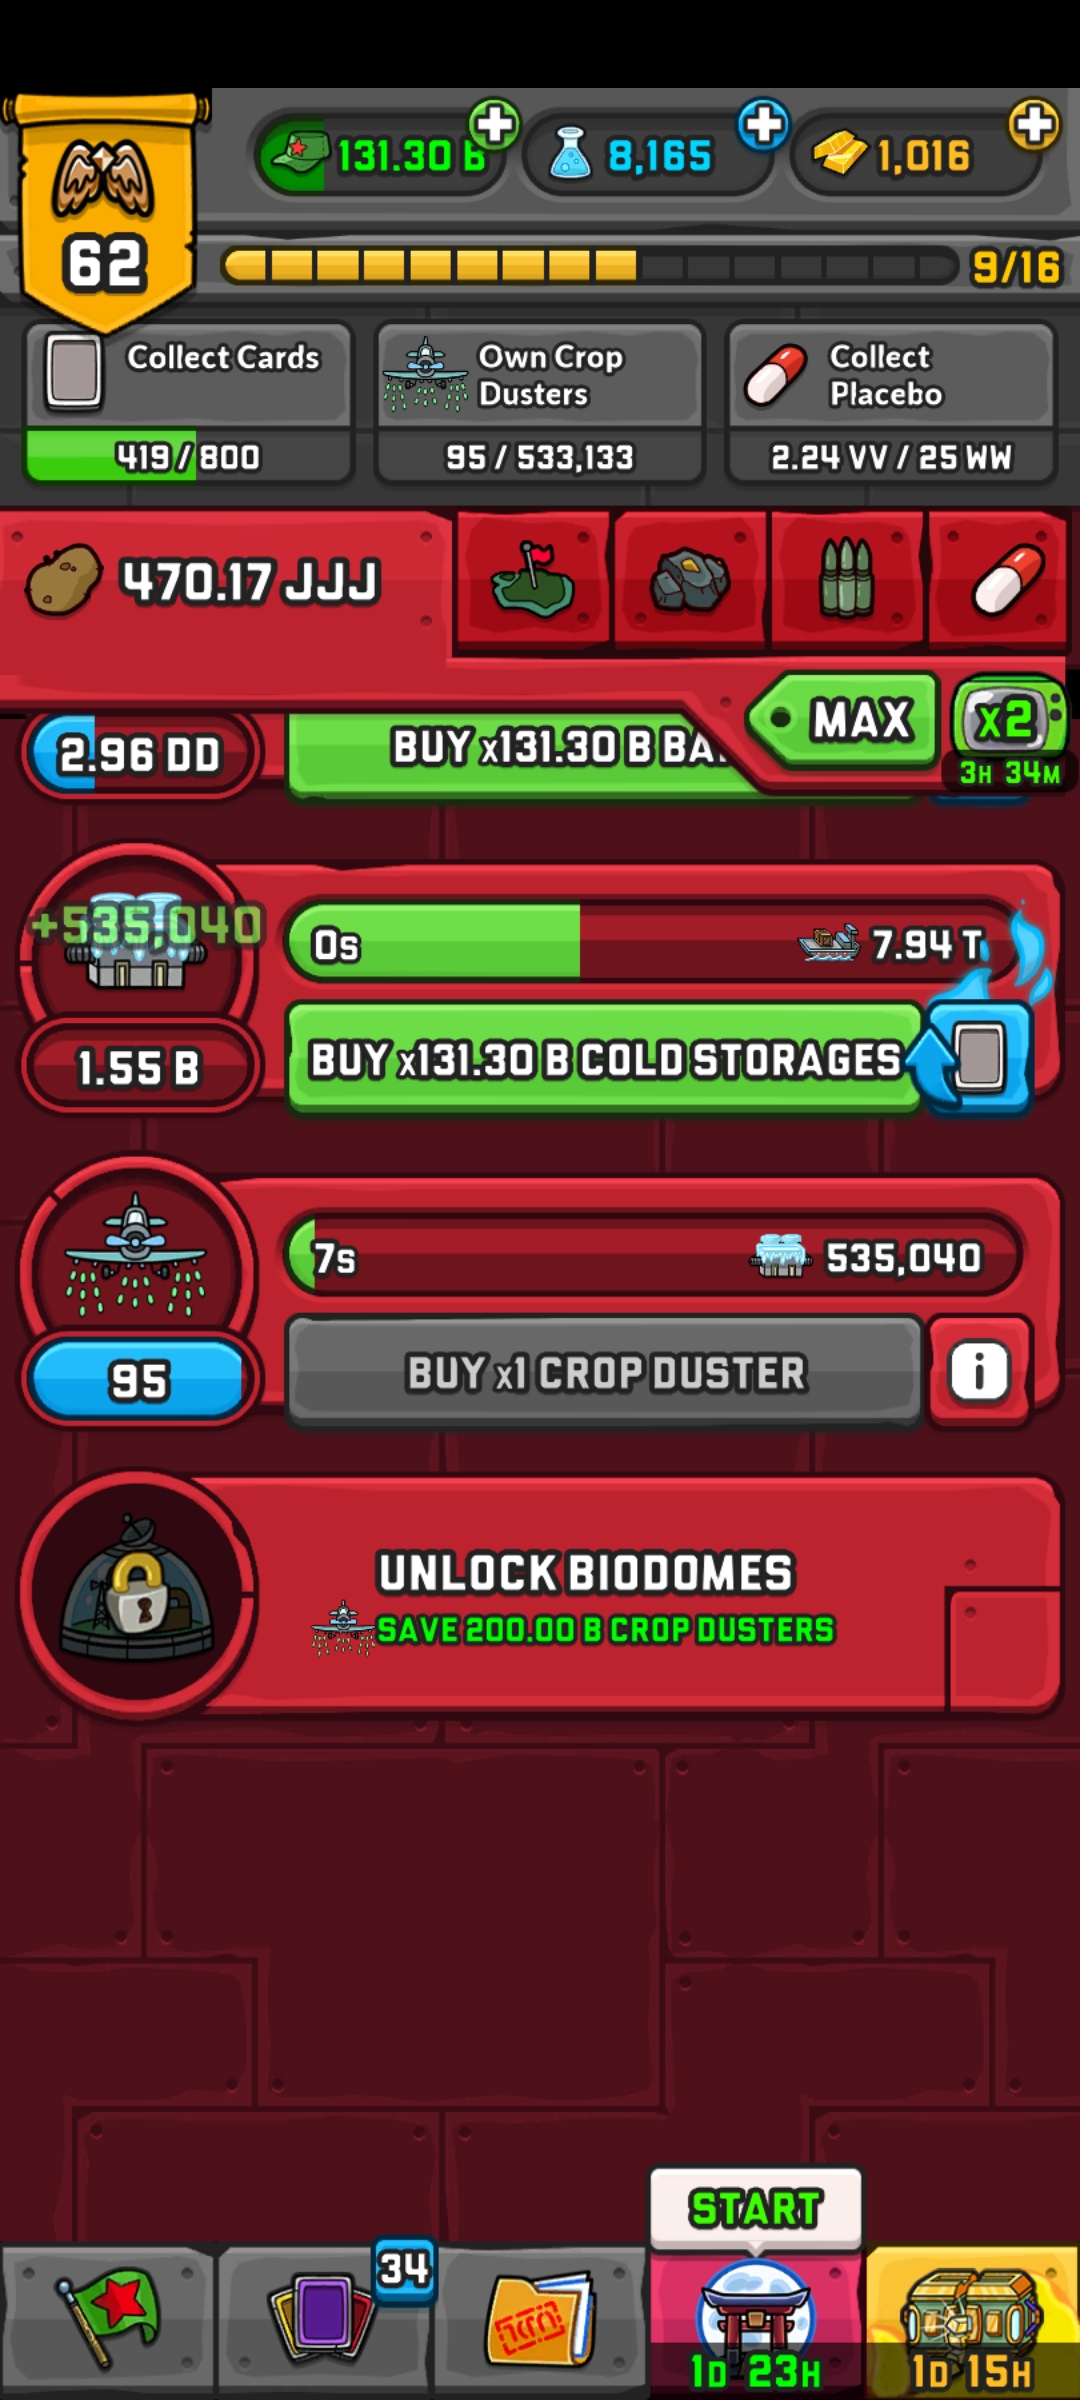 131.30 B
8,165
1,016
62
9/16
Collect Cards
419 / 800
Own Crop
Dusters
95 / 533,133
Collect
Placebo
2.24 VV / 25 WW
470.17 JJJ
MAX
x2
3H 34M
2.96 DD
BUY x131.30 B BA
+535,040
0s
7.94 T
1.55 B
BUY x131.30 B COLD STORAGES
7s
535,040
95
BUY x1 CROP DUSTER
i
UNLOCK BIODOMES
SAVE 200.00 B CROP DUSTERS
START
34
1D 23H
1D 15H